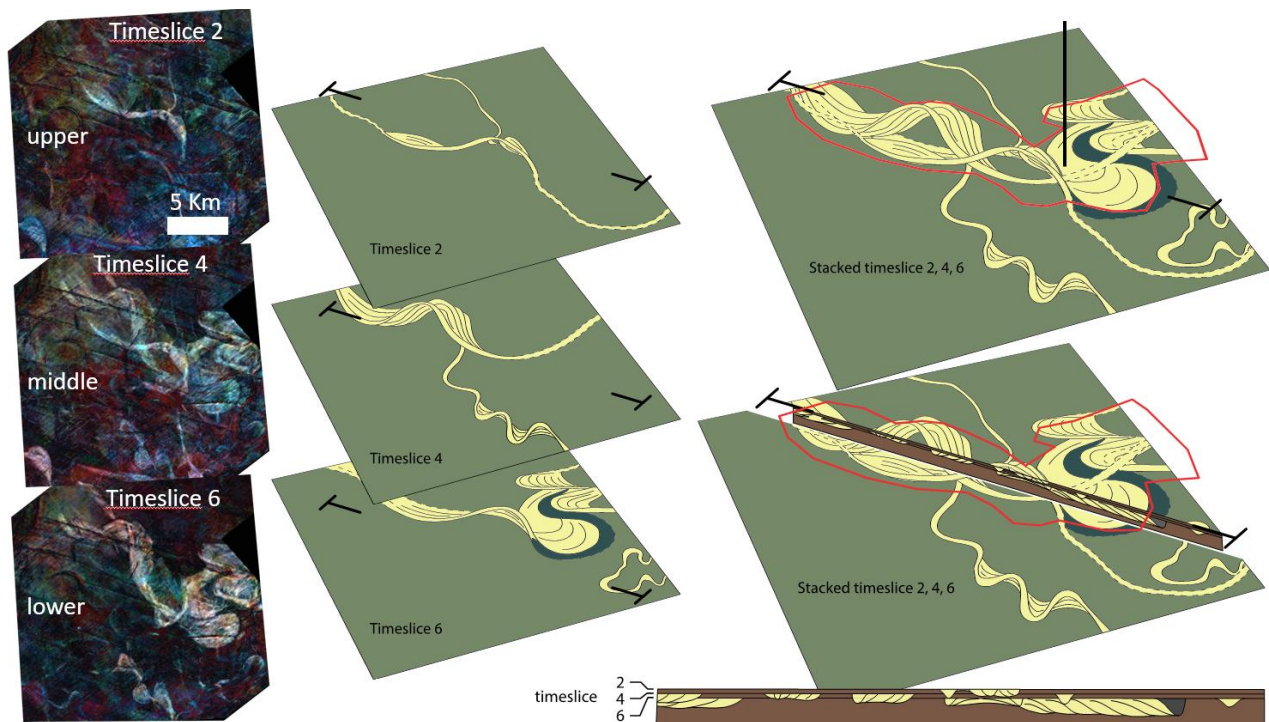 Timeslice 2
upper
5 Km
Timeslice 4
middle
Timeslice 6
lower
Timeslice 2
Timeslice 4
Timeslice 6
Stacked timeslice 2, 4, 6
Stacked timeslice 2, 4, 6
timeslice
2
4
6